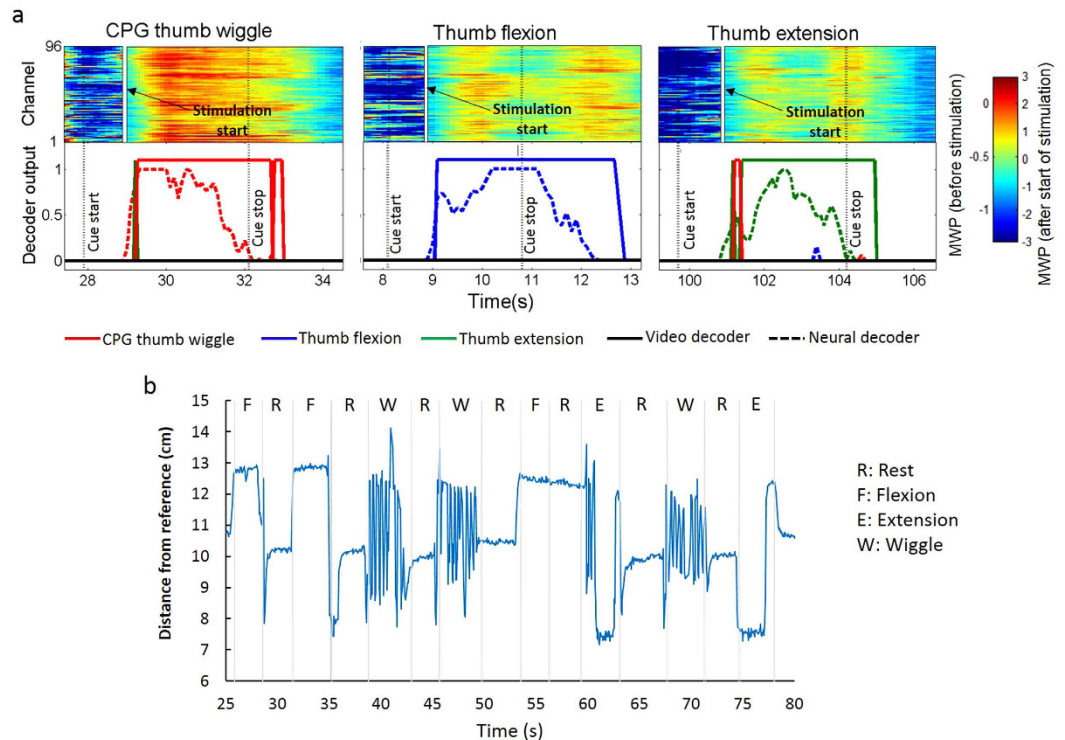 a
CPG thumb wiggle
Thumb flexion
Thumb extension
96
Channel
1
Stimulation start
Stimulation start
Stimulation start
3
2
1
0
-1
-2
-3
0
-0.5
-1
MWP (before stimulation)
MWP (after start of stimulation)
Decoder output
1
0.5
0
Cue start
Cue stop
Cue start
Cue stop
Cue start
Cue stop
28 30 32 34
8 10 12
100 102 104 106
Time(s)
CPG thumb wiggle Thumb flexion Thumb extension Video decoder Neural decoder
b
F R F R W R W R F R E R W R E
Distance from reference (cm)
15
14
13
12
11
10
9
8
7
6
25 30 35 40 45 50 55 60 65 70 75 80
Time (s)
R: Rest
F: Flexion
E: Extension
W: Wiggle